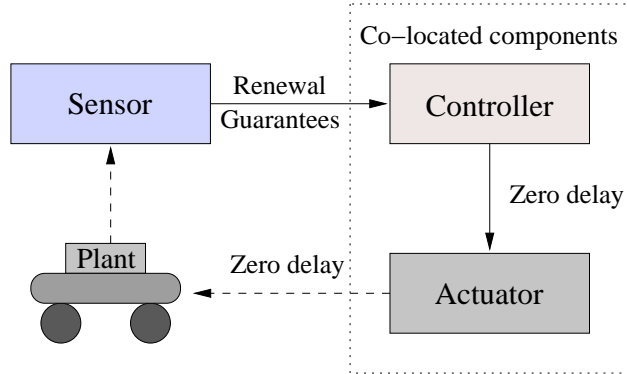 Co−located components
Sensor
Renewal
Guarantees
Controller
Zero delay
Plant
Zero delay
Actuator